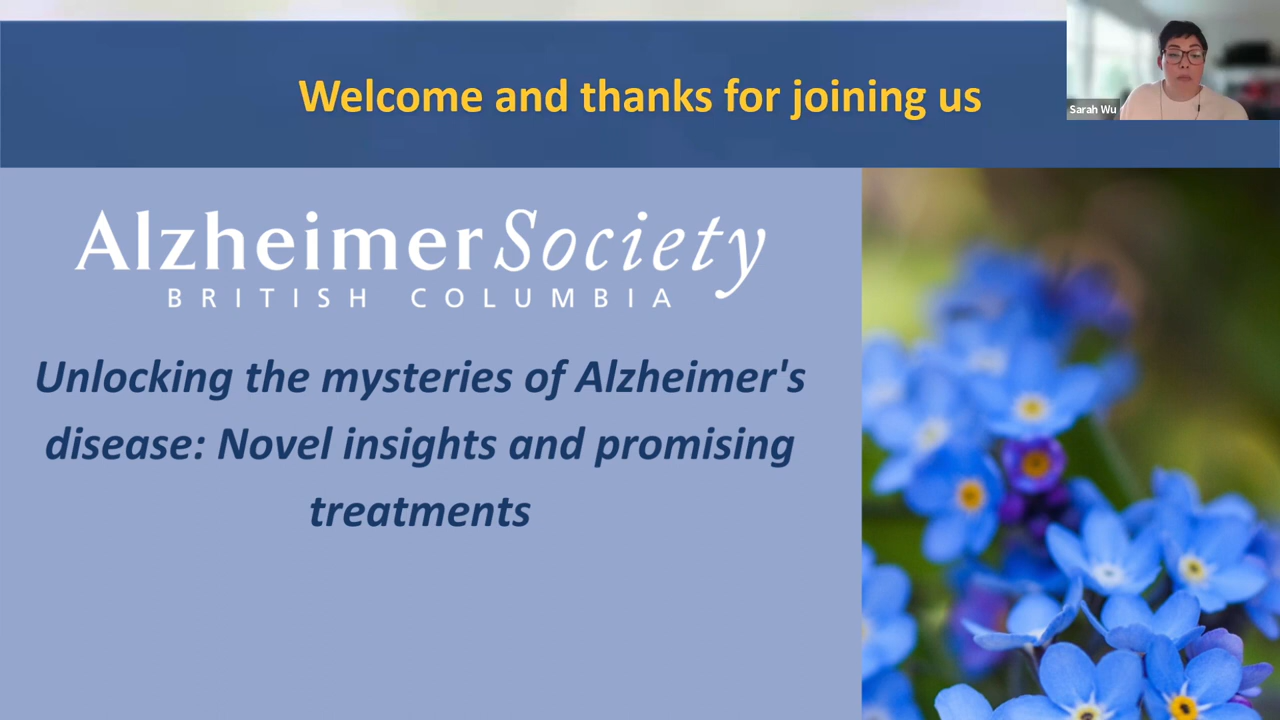 Welcome and thanks for joining us
Sarah Wu
Alzheimer Society
BRITISH COLUMBIA
Unlocking the mysteries of Alzheimer's
disease: Novel insights and promising
treatments